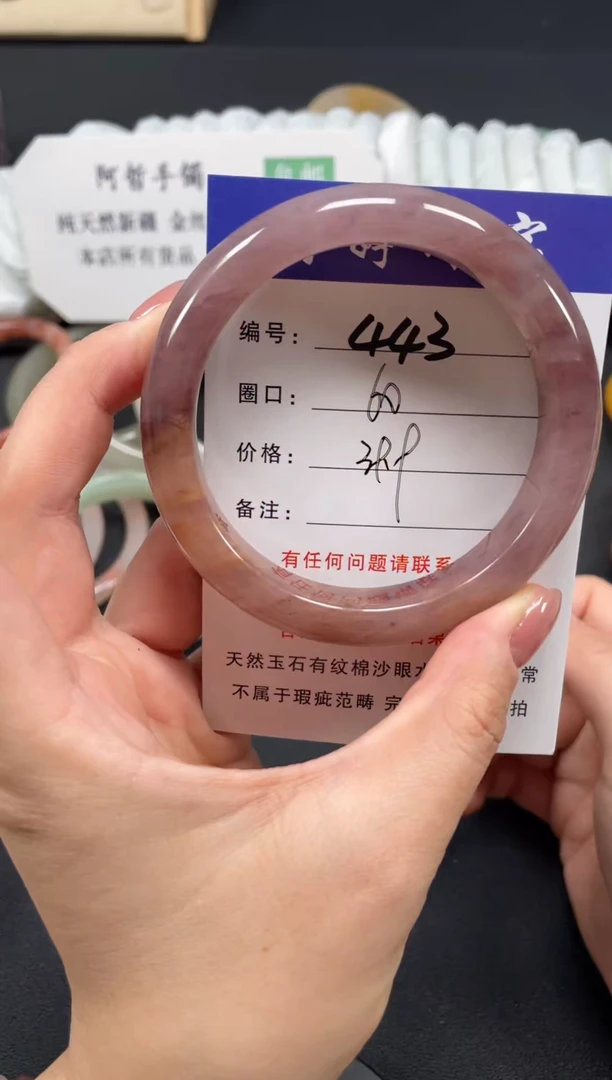 阿哲手镯
纯天然新疆 金丝
本店所有货品
编号： 443
圈口： 60
价格：
备注：
有任何问题请联系
天然玉石有纹棉沙眼水 常
不属于瑕疵范畴 完 拍